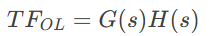 TF_{OL} = G(s)H(s)